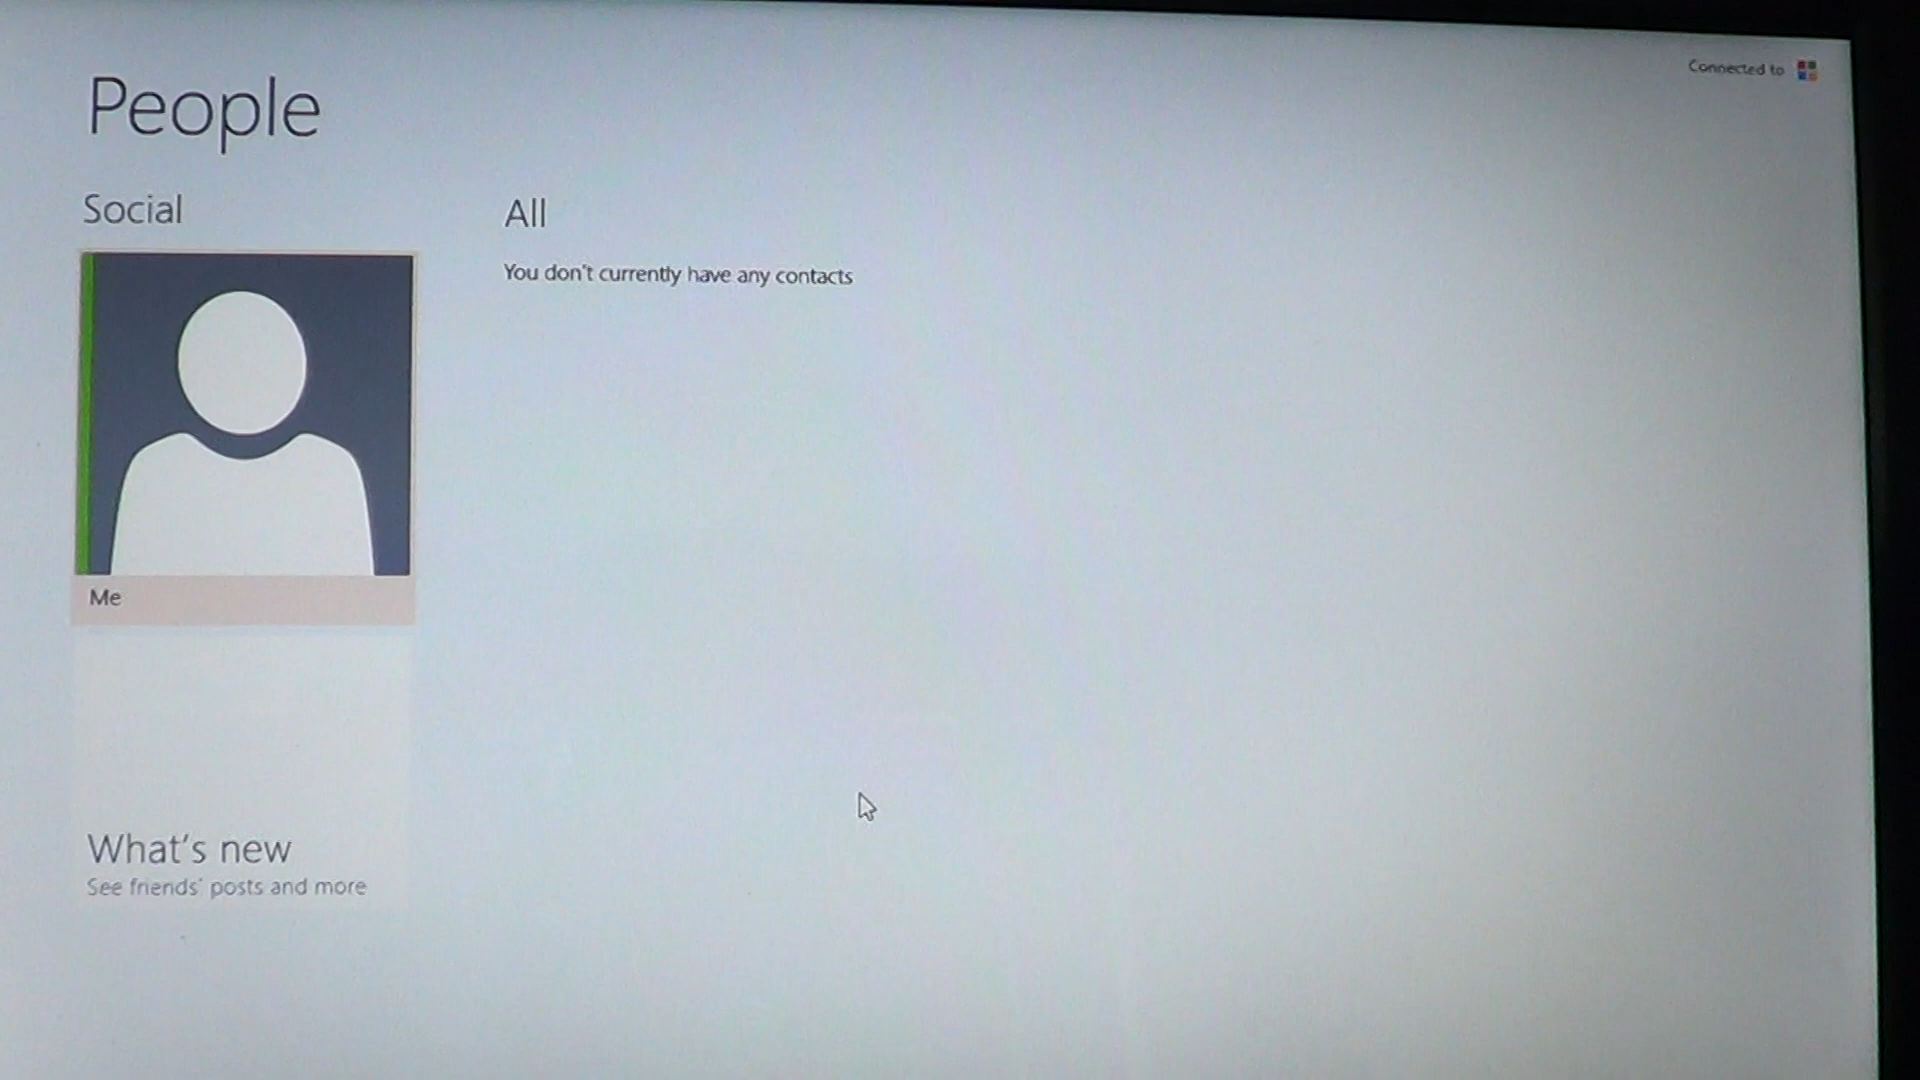 People
Connected to
Social
All
You don't currently have any contacts
Me
What's new
See friends' posts and more